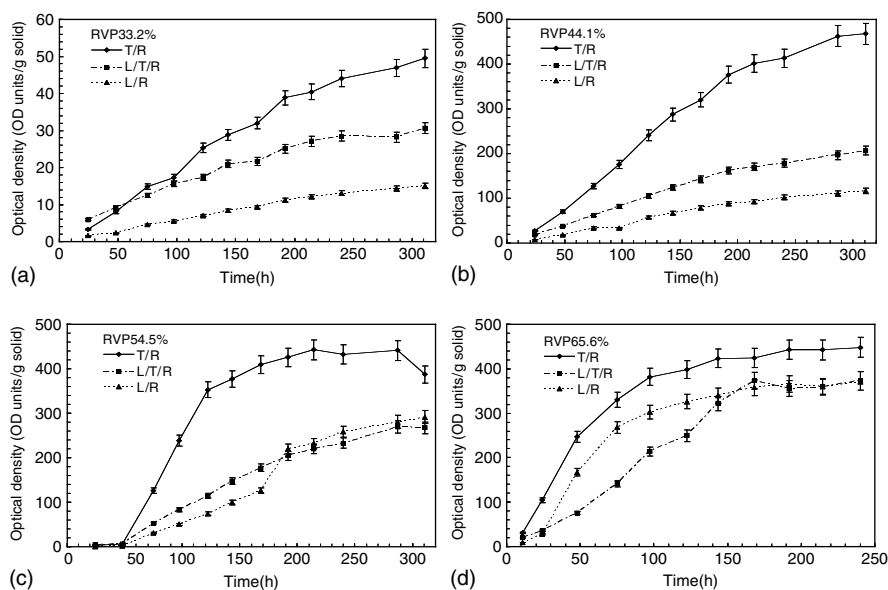 RVP33.2%
T/R
L/T/R
L/R
Optical density (OD units/g solid)
60
50
40
30
20
10
0
0 50 100 150 200 250 300
Time(h)
(a)
RVP44.1%
T/R
L/T/R
L/R
Optical density (OD units/g solid)
500
400
300
200
100
0
0 50 100 150 200 250 300
Time(h)
(b)
RVP54.5%
T/R
L/T/R
L/R
Optical density (OD units/g solid)
500
400
300
200
100
0
0 50 100 150 200 250 300
Time(h)
(c)
RVP65.6%
T/R
L/T/R
L/R
Optical density (OD units/g solid)
500
400
300
200
100
0
0 50 100 150 200 250
Time(h)
(d)